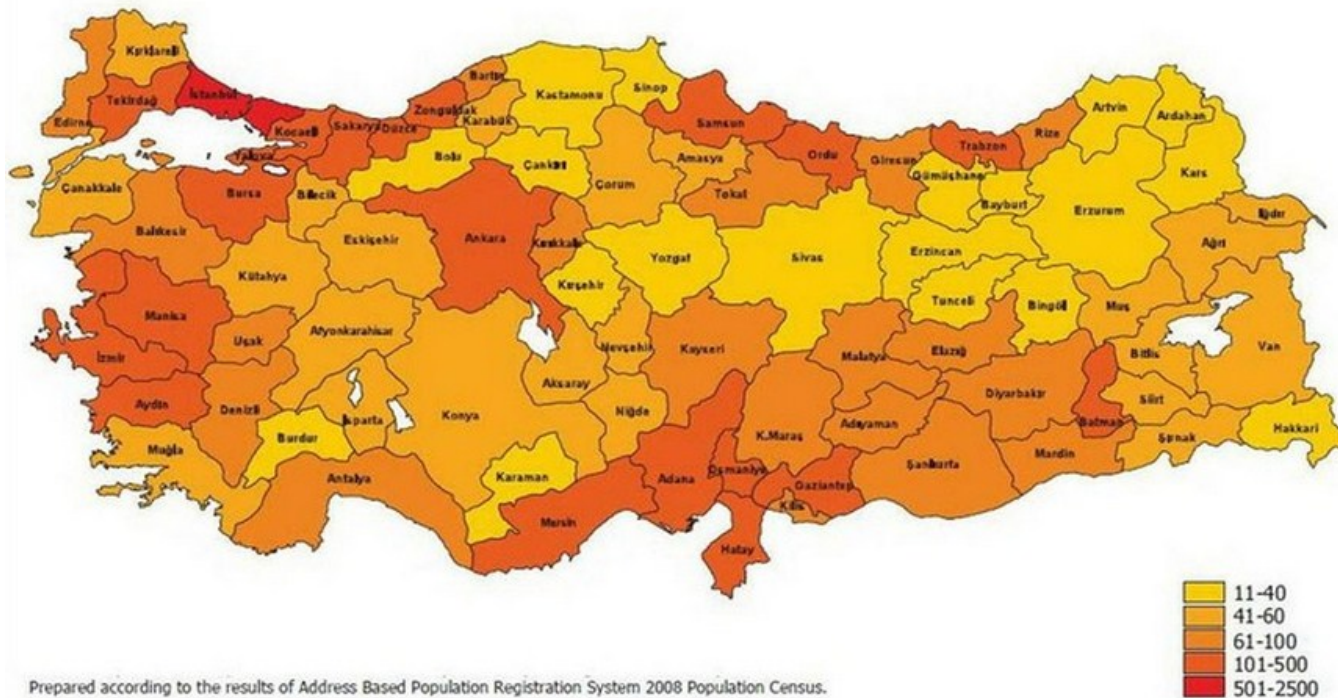 Kırklareli
Edirne
Tekirdağ
İstanbul
Kocaeli
Yalova
Sakarya
Düzce
Zonguldak
Bartın
Karabük
Kastamonu
Sinop
Samsun
Ordu
Giresun
Trabzon
Rize
Artvin
Ardahan
Çanakkale
Bursa
Bilecik
Bolu
Çankırı
Çorum
Amasya
Tokat
Gümüşhane
Bayburt
Erzurum
Kars
Iğdır
Balıkesir
Kütahya
Eskişehir
Ankara
Kırıkkale
Kırşehir
Yozgat
Sivas
Erzincan
Tunceli
Bingöl
Muş
Ağrı
Manisa
İzmir
Uşak
Afyonkarahisar
Nevşehir
Kayseri
Malatya
Elazığ
Bitlis
Van
Aydın
Denizli
Isparta
Konya
Aksaray
Niğde
K.Maraş
Adıyaman
Diyarbakır
Batman
Siirt
Şırnak
Hakkari
Muğla
Burdur
Antalya
Karaman
Mersin
Adana
Osmaniye
Gaziantep
Kilis
Şanlıurfa
Mardin
Hatay
11-40
41-60
61-100
101-500
501-2500
Prepared according to the results of Address Based Population Registration System 2008 Population Census.